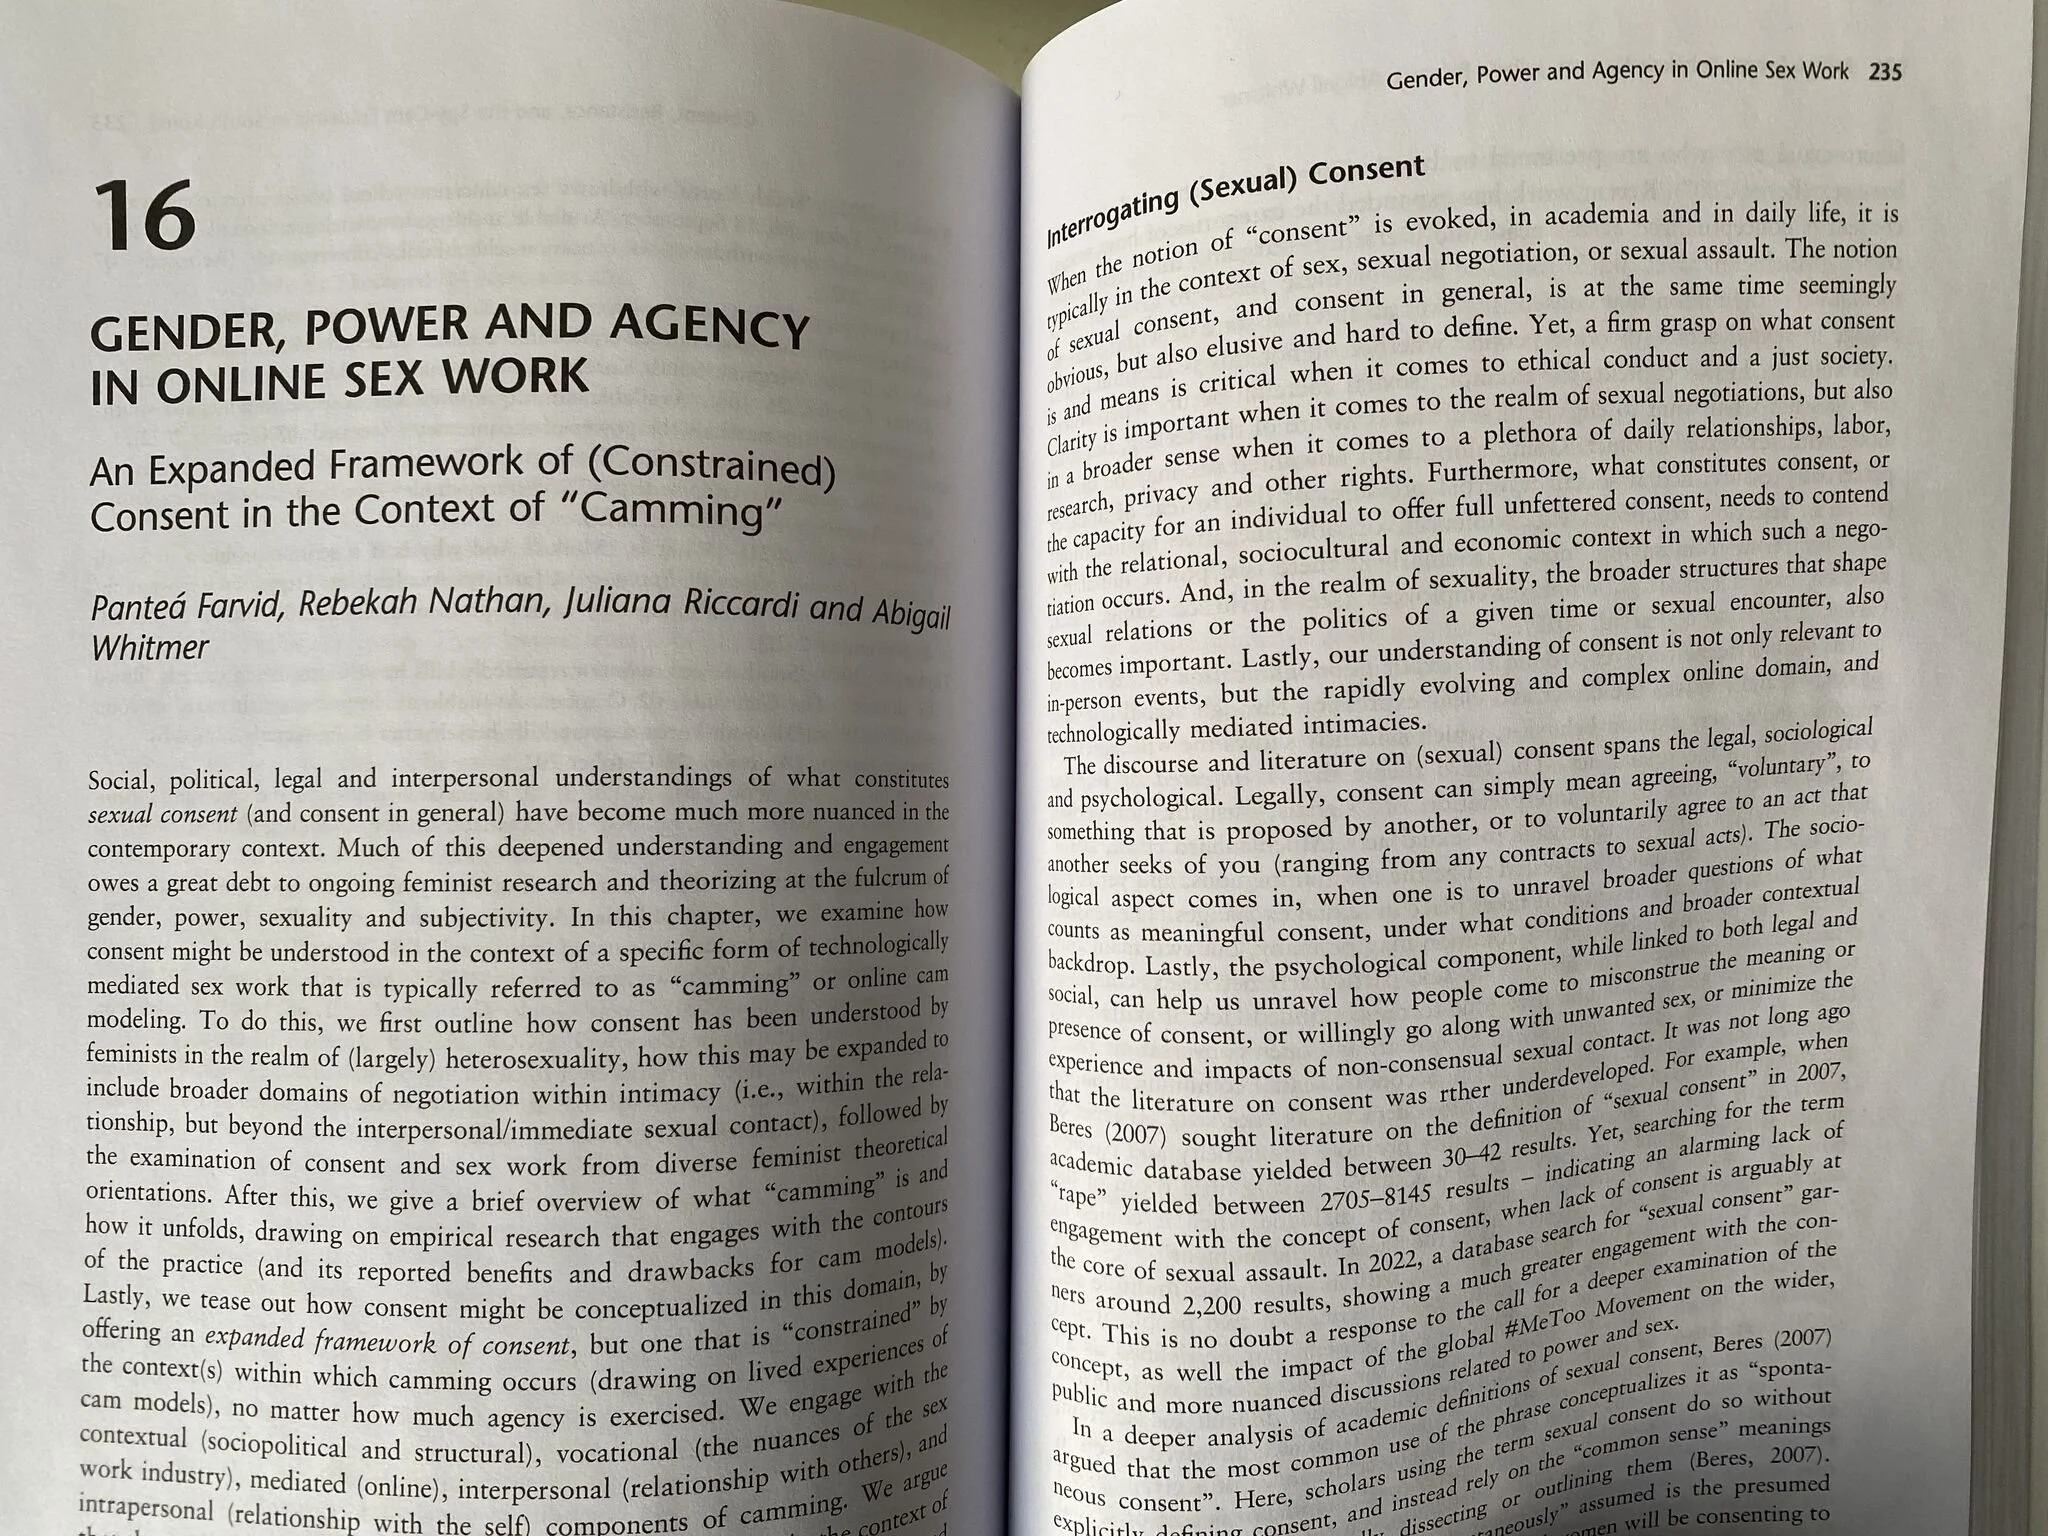 16
GENDER, POWER AND AGENCY
IN ONLINE SEX WORK
An Expanded Framework of (Constrained)
Consent in the Context of “Camming”
Panteá Farvid, Rebekah Nathan, Juliana Riccardi and Abigail
Whitmer
Social, political, legal and interpersonal understandings of what constitutes
sexual consent (and consent in general) have become much more nuanced in the
contemporary context. Much of this deepened understanding and engagement
owes a great debt to ongoing feminist research and theorizing at the fulcrum of
gender, power, sexuality and subjectivity. In this chapter, we examine how
consent might be understood in the context of a specific form of technologically
mediated sex work that is typically referred to as “camming” or online cam
modeling. To do this, we first outline how consent has been understood by
feminists in the realm of (largely) heterosexuality, how this may be expanded to
include broader domains of negotiation within intimacy (i.e., within the rela-
tionship, but beyond the interpersonal/immediate sexual contact), followed by
the examination of consent and sex work from diverse feminist theoretical
orientations. After this, we give a brief overview of what “camming” is and
how it unfolds, drawing on empirical research that engages with the contours
of the practice (and its reported benefits and drawbacks for cam models).
Lastly, we tease out how consent might be conceptualized in this domain, by
offering an expanded framework of consent, but one that is “constrained” by
the context(s) within which camming occurs (drawing on lived experiences of
cam models), no matter how much agency is exercised. We engage with the
contextual (sociopolitical and structural), vocational (the nuances of the sex
work industry), mediated (online), interpersonal (relationship with others), and
intrapersonal (relationship with the self) components of camming. We argue
the context of
Gender, Power and Agency in Online Sex Work 235
Interrogating (Sexual) Consent
When the notion of “consent” is evoked, in academia and in daily life, it is
typically in the context of sex, sexual negotiation, or sexual assault. The notion
of sexual consent, and consent in general, is at the same time seemingly
obvious, but also elusive and hard to define. Yet, a firm grasp on what consent
is and means is critical when it comes to ethical conduct and a just society.
Clarity is important when it comes to the realm of sexual negotiations, but also
in a broader sense when it comes to a plethora of daily relationships, labor,
research, privacy and other rights. Furthermore, what constitutes consent, or
the capacity for an individual to offer full unfettered consent, needs to contend
with the relational, sociocultural and economic context in which such a nego-
tiation occurs. And, in the realm of sexuality, the broader structures that shape
sexual relations or the politics of a given time or sexual encounter, also
becomes important. Lastly, our understanding of consent is not only relevant to
in-person events, but the rapidly evolving and complex online domain, and
technologically mediated intimacies.
The discourse and literature on (sexual) consent spans the legal, sociological
and psychological. Legally, consent can simply mean agreeing, “voluntary”, to
something that is proposed by another, or to voluntarily agree to an act that
another seeks of you (ranging from any contracts to sexual acts). The socio-
logical aspect comes in, when one is to unravel broader questions of what
counts as meaningful consent, under what conditions and broader contextual
backdrop. Lastly, the psychological component, while linked to both legal and
social, can help us unravel how people come to misconstrue the meaning or
presence of consent, or willingly go along with unwanted sex, or minimize the
experience and impacts of non-consensual sexual contact. It was not long ago
that the literature on consent was rther underdeveloped. For example, when
Beres (2007) sought literature on the definition of “sexual consent” in 2007,
academic database yielded between 30–42 results. Yet, searching for the term
“rape” yielded between 2705–8145 results – indicating an alarming lack of
engagement with the concept of consent, when lack of consent is arguably at
the core of sexual assault. In 2022, a database search for “sexual consent” gar-
ners around 2,200 results, showing a much greater engagement with the con-
cept. This is no doubt a response to the call for a deeper examination of the
concept, as well the impact of the global #MeToo Movement on the wider,
public and more nuanced discussions related to power and sex.
In a deeper analysis of academic definitions of sexual consent, Beres (2007)
argued that the most common use of the phrase conceptualizes it as “sponta-
neous consent”. Here, scholars using the term sexual consent do so without
explicitly defining consent, and instead rely on the “common sense” meanings
dissecting or outlining them (Beres, 2007).
assumed is the presumed
will be consenting to